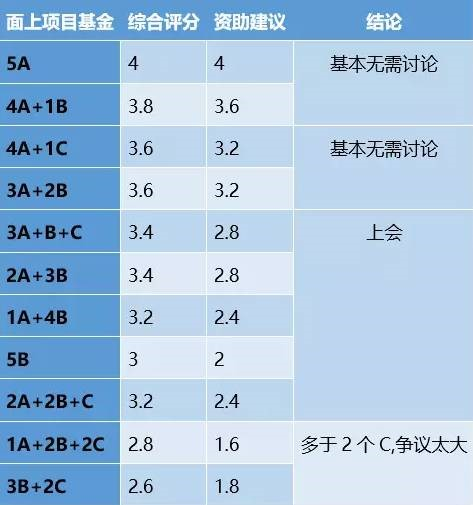 面上项目基金 综合评分 资助建议 结论
5A 4 4 基本无需讨论
4A+1B 3.8 3.6
4A+1C 3.6 3.2 基本无需讨论
3A+2B 3.6 3.2
3A+B+C 3.4 2.8 上会
2A+3B 3.4 2.8
1A+4B 3.2 2.4
5B 3 2
2A+2B+C 3.2 2.4
1A+2B+2C 2.8 1.6 多于2个C,争议太大
3B+2C 2.6 1.8